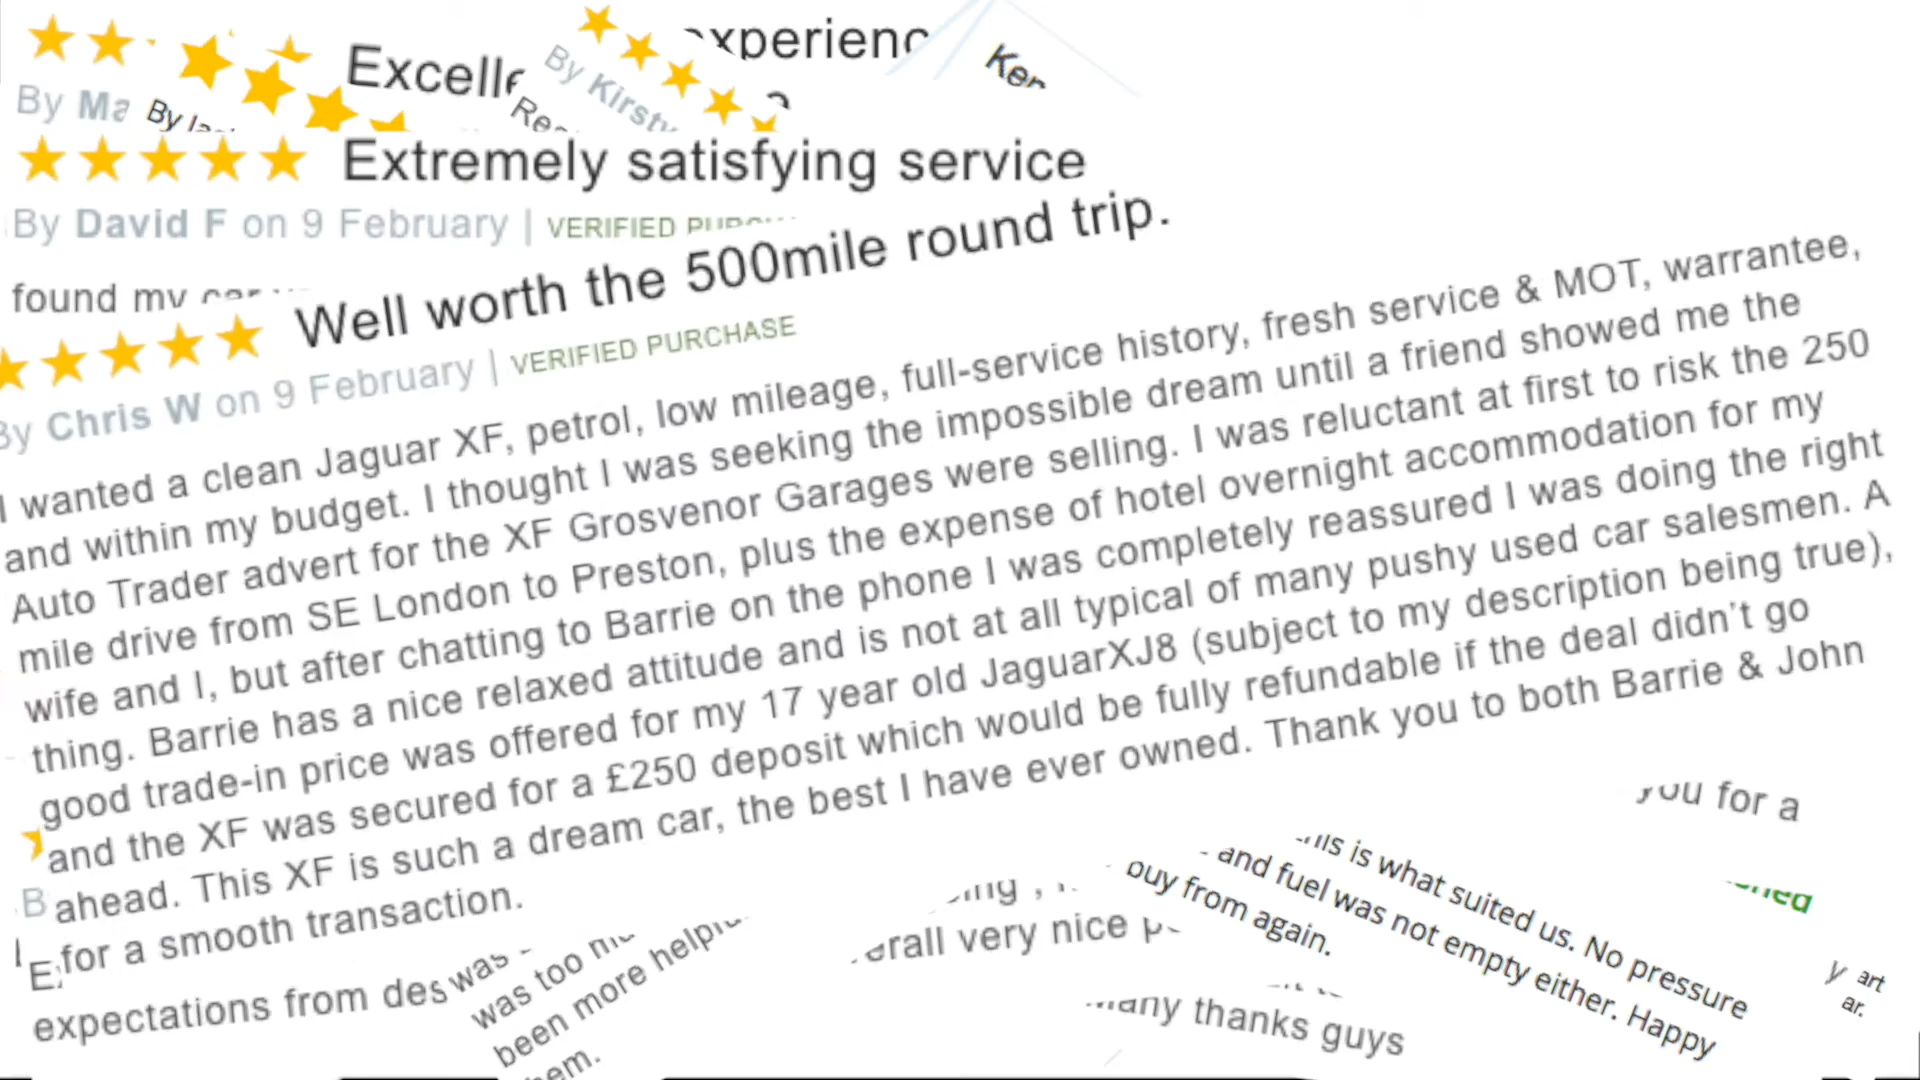 By
By
By Kirsty
Extremely satisfying service
By David F on 9 February | VERIFIED
found my
Well worth the 500mile round trip.
By Chris W on 9 February | VERIFIED PURCHASE
I wanted a clean Jaguar XF, petrol, low mileage, full-service history, fresh service & MOT, warrantee,
and within my budget. I thought I was seeking the impossible dream until a friend showed me the
Auto Trader advert for the XF Grosvenor Garages were selling. I was reluctant at first to risk the 250
mile drive from SE London to Preston, plus the expense of hotel overnight accommodation for my
wife and I, but after chatting to Barrie on the phone I was completely reassured I was doing the right
thing. Barrie has a nice relaxed attitude and is not at all typical of many pushy used car salesmen. A
good trade-in price was offered for my 17 year old JaguarXJ8 (subject to my description being true),
and the XF was secured for a £250 deposit which would be fully refundable if the deal didn't go
ahead. This XF is such a dream car, the best I have ever owned. Thank you to both Barrie & John
for a smooth transaction.
expectations from des
was
was too
been more
you for a
is what suited us. No pressure
and fuel was not empty either. Happy
buy from again.
very nice
thanks guys
art
ar.